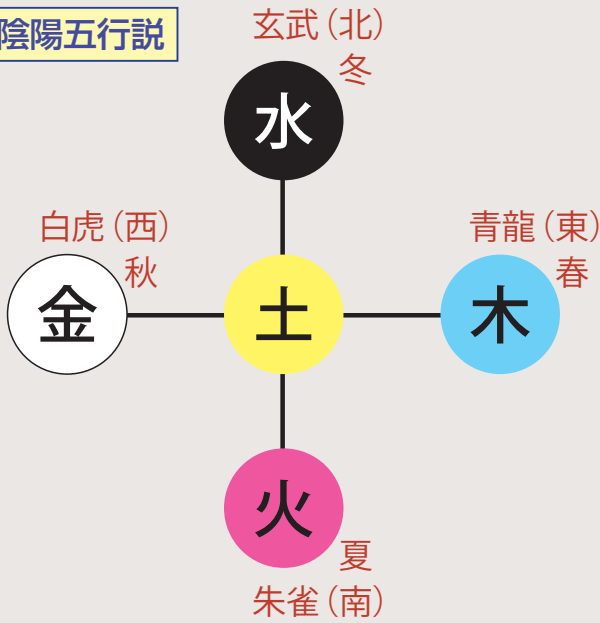 陰陽五行説
玄武（北）
冬
水
白虎（西）
秋
青龍（東）
春
金
土
木
火
夏
朱雀（南）